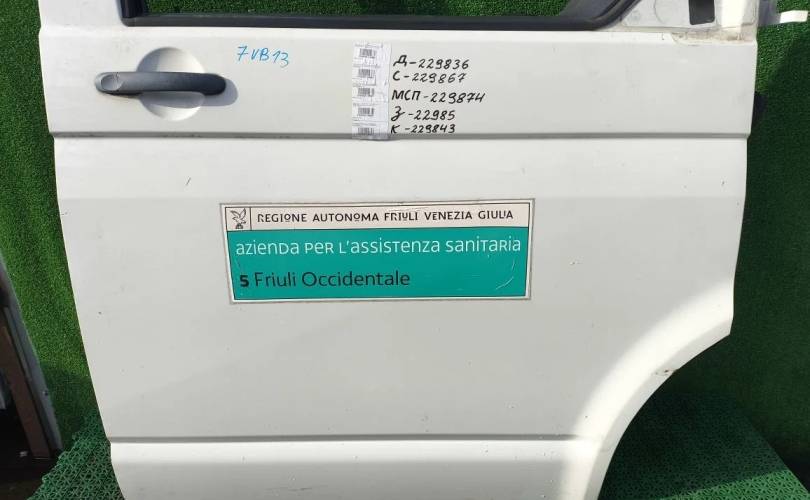 7VB13
Д-229836
С-229867
МСП-229874
З-22985
К-229843
REGIONE AUTONOMA FRIULI VENEZIA GIULIA
azienda per l'assistenza sanitaria
5 Friuli Occidentale